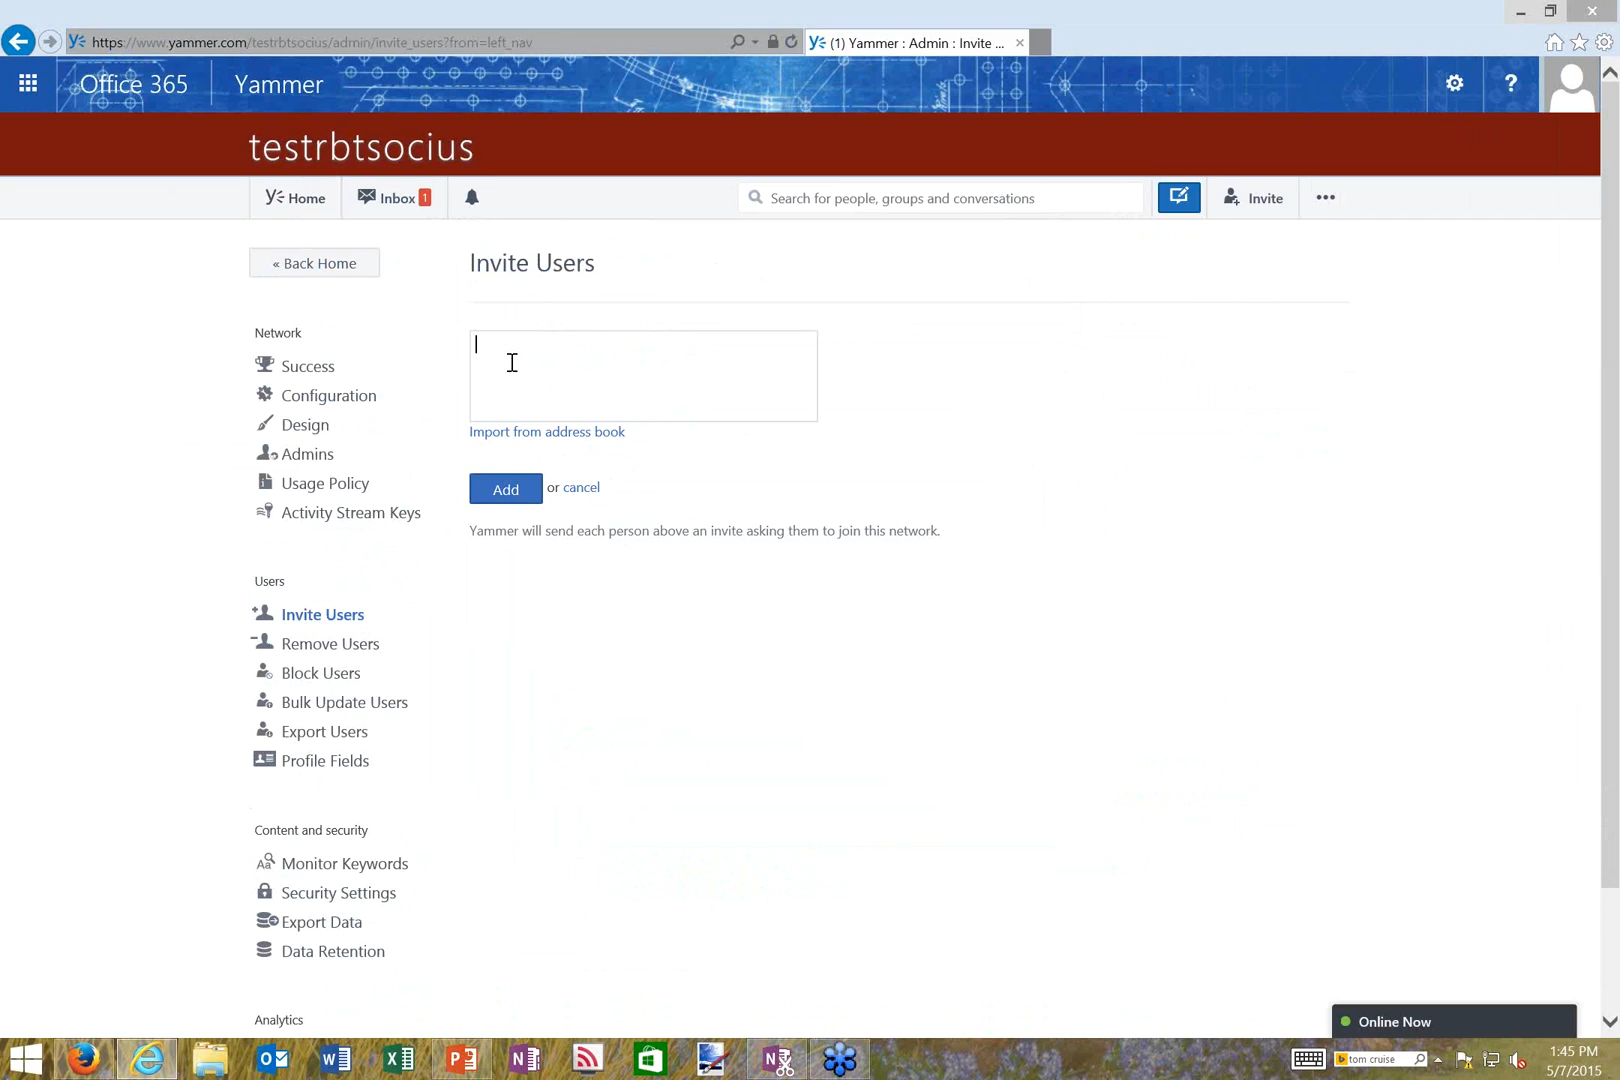 https://www.yammer.com/testrbtsocius/admin/invite_users?from=left_nav
(1) Yammer : Admin : Invite ...
Office 365
Yammer
?
testrbtsocius
Home
Inbox 1
Search for people, groups and conversations
Invite
« Back Home
Invite Users
Network
Success
Configuration
Design
Admins
Usage Policy
Activity Stream Keys
Import from address book
Add or cancel
Yammer will send each person above an invite asking them to join this network.
Users
Invite Users
Remove Users
Block Users
Bulk Update Users
Export Users
Profile Fields
Content and security
Monitor Keywords
Security Settings
Export Data
Data Retention
Analytics
Online Now
tom cruise
1:45 PM
5/7/2015